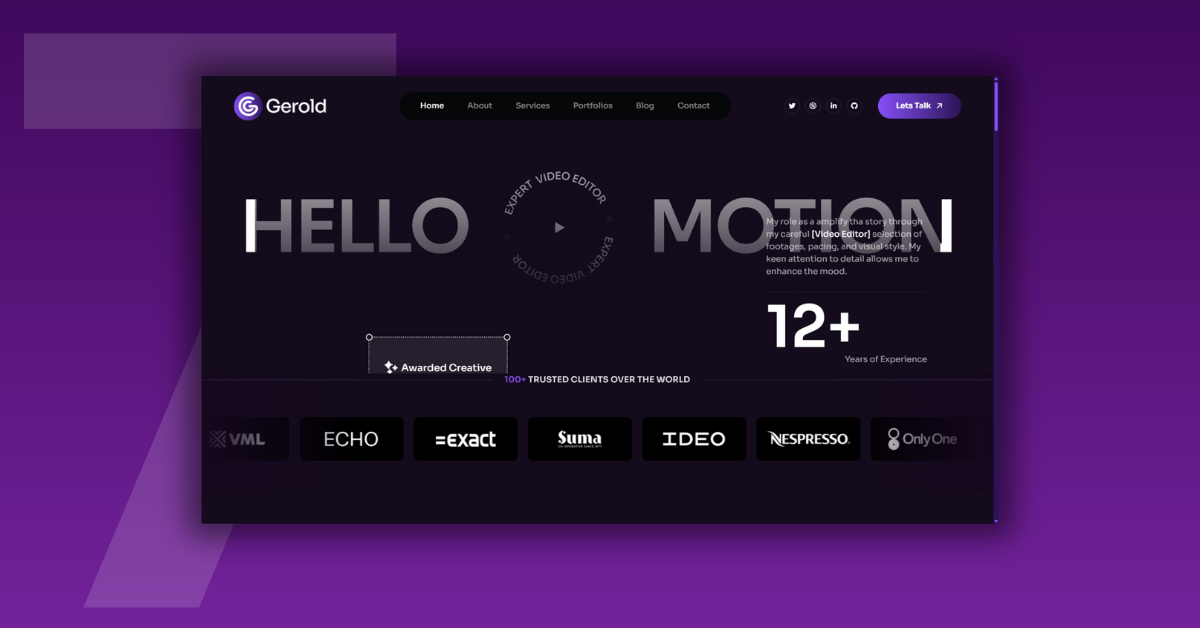 Gerold
Home About Services Portfolios Blog Contact
Lets Talk
HELLO
EXPERT VIDEO EDITOR
EXPERT VIDEO EDITOR
MOTION
My role as a amplify tha story through
my careful [Video Editor] selection of
footages, pacing, and visual style. My
keen attention to detail allows me to
enhance the mood.
12+
Years of Experience
Awarded Creative
100+ TRUSTED CLIENTS OVER THE WORLD
VML
ECHO
=exact
Suma
IDEO
NESPRESSO.
Only One